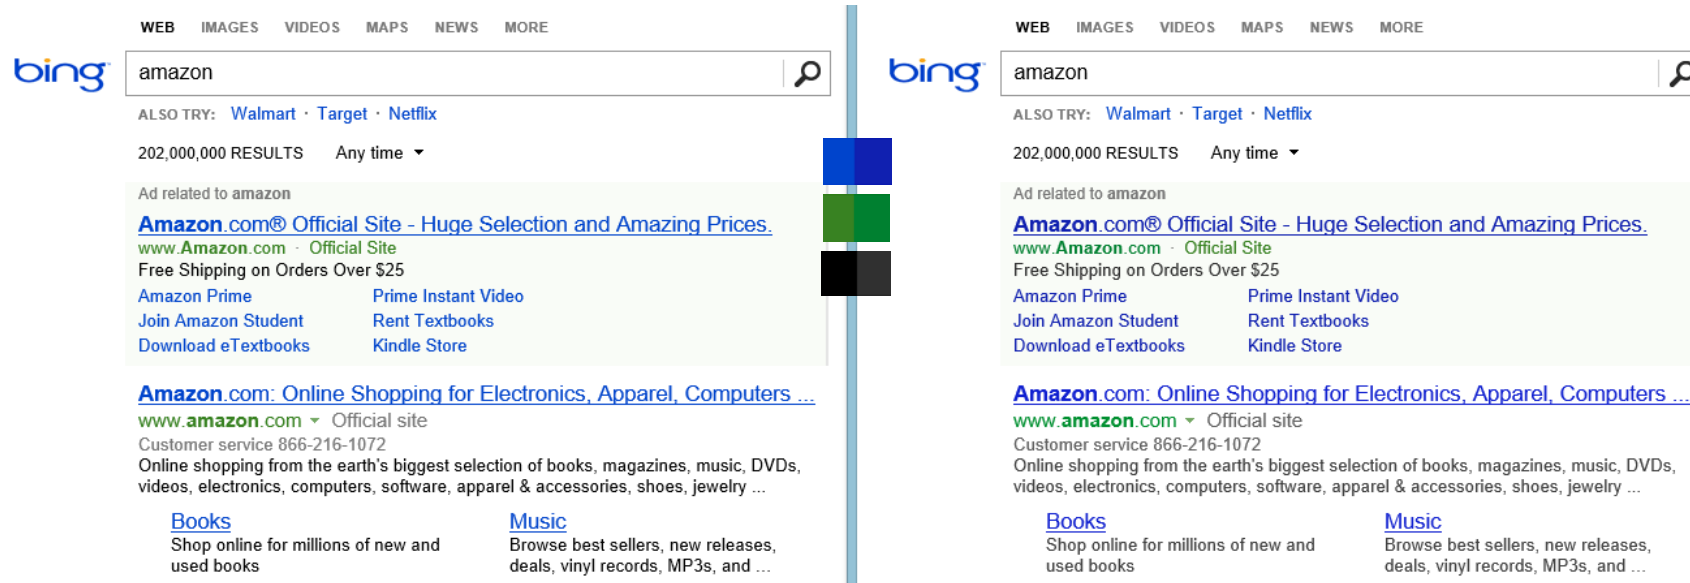 WEB IMAGES VIDEOS MAPS NEWS MORE
bing amazon
ALSO TRY: Walmart · Target · Netflix
202,000,000 RESULTS Any time
Ad related to amazon
Amazon.com® Official Site - Huge Selection and Amazing Prices.
www.Amazon.com · Official Site
Free Shipping on Orders Over $25
Amazon Prime Prime Instant Video
Join Amazon Student Rent Textbooks
Download eTextbooks Kindle Store
Amazon.com: Online Shopping for Electronics, Apparel, Computers ...
www.amazon.com Official site
Customer service 866-216-1072
Online shopping from the earth's biggest selection of books, magazines, music, DVDs,
videos, electronics, computers, software, apparel & accessories, shoes, jewelry ...
Books Music
Shop online for millions of new and Browse best sellers, new releases,
used books deals, vinyl records, MP3s, and ...
WEB IMAGES VIDEOS MAPS NEWS MORE
bing amazon
ALSO TRY: Walmart · Target · Netflix
202,000,000 RESULTS Any time
Ad related to amazon
Amazon.com® Official Site - Huge Selection and Amazing Prices.
www.Amazon.com · Official Site
Free Shipping on Orders Over $25
Amazon Prime Prime Instant Video
Join Amazon Student Rent Textbooks
Download eTextbooks Kindle Store
Amazon.com: Online Shopping for Electronics, Apparel, Computers ...
www.amazon.com Official site
Customer service 866-216-1072
Online shopping from the earth's biggest selection of books, magazines, music, DVDs,
videos, electronics, computers, software, apparel & accessories, shoes, jewelry ...
Books Music
Shop online for millions of new and Browse best sellers, new releases,
used books deals, vinyl records, MP3s, and ...